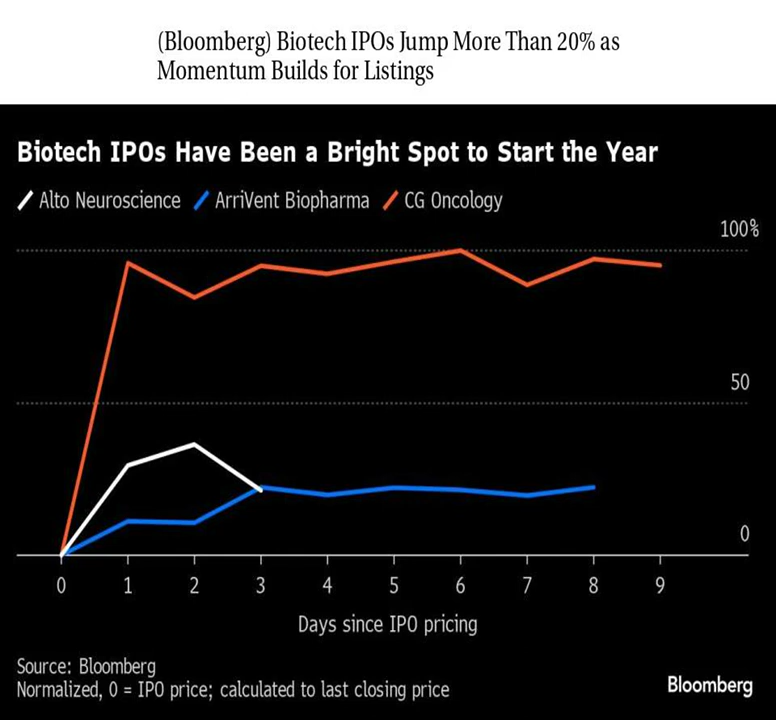 (Bloomberg) Biotech IPOs Jump More Than 20% as
Momentum Builds for Listings
Biotech IPOs Have Been a Bright Spot to Start the Year
Alto Neuroscience ArriVent Biopharma CG Oncology
100%
50
0
0 1 2 3 4 5 6 7 8 9
Days since IPO pricing
Source: Bloomberg
Normalized, 0 = IPO price; calculated to last closing price
Bloomberg